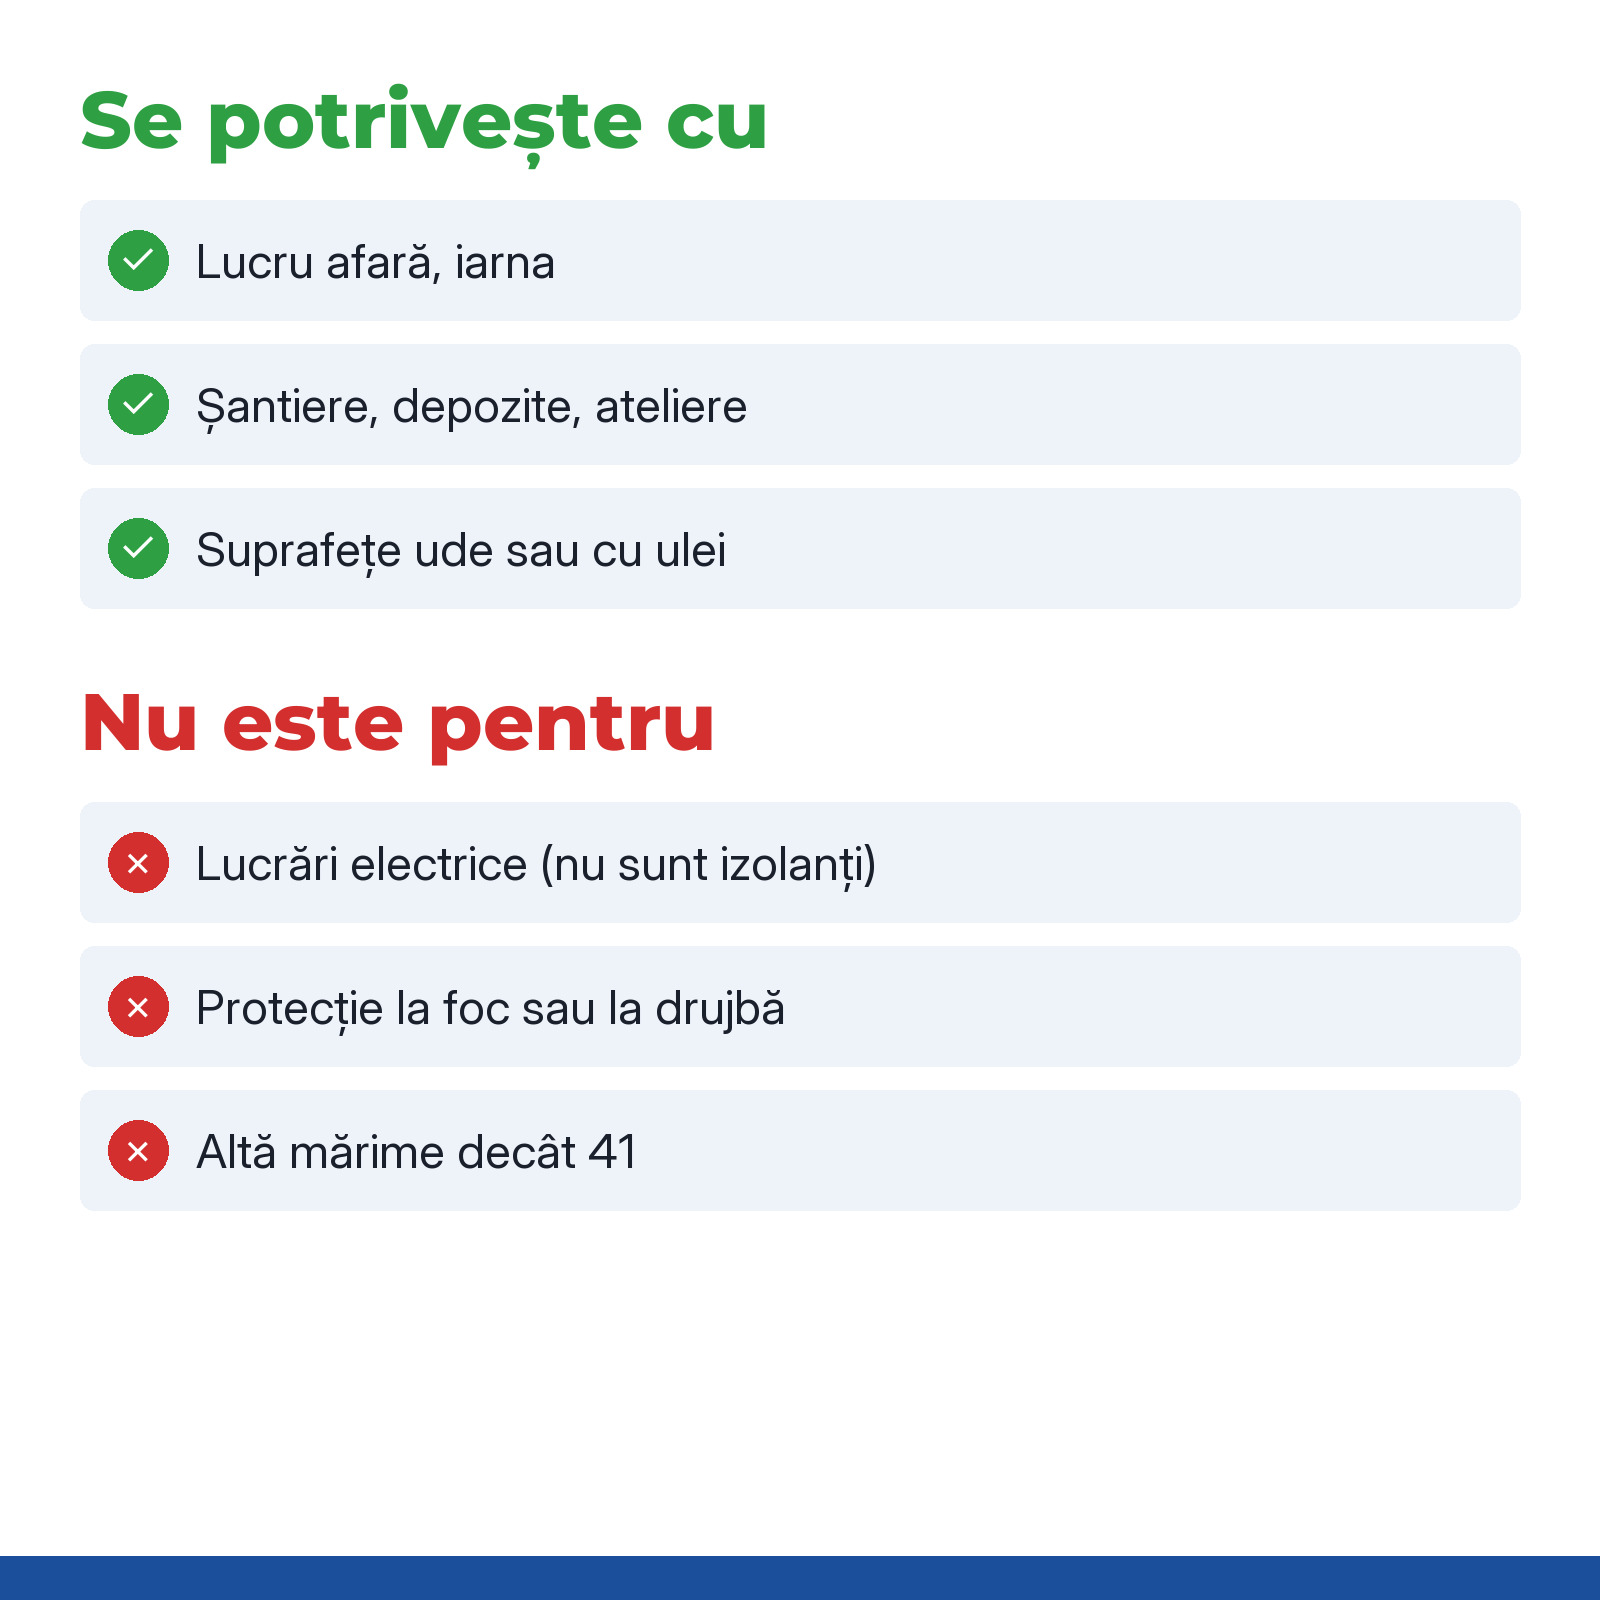 Se potrivește cu
Lucru afară, iarna
Șantiere, depozite, ateliere
Suprafețe ude sau cu ulei
Nu este pentru
Lucrări electrice (nu sunt izolanți)
Protecție la foc sau la drujbă
Altă mărime decât 41